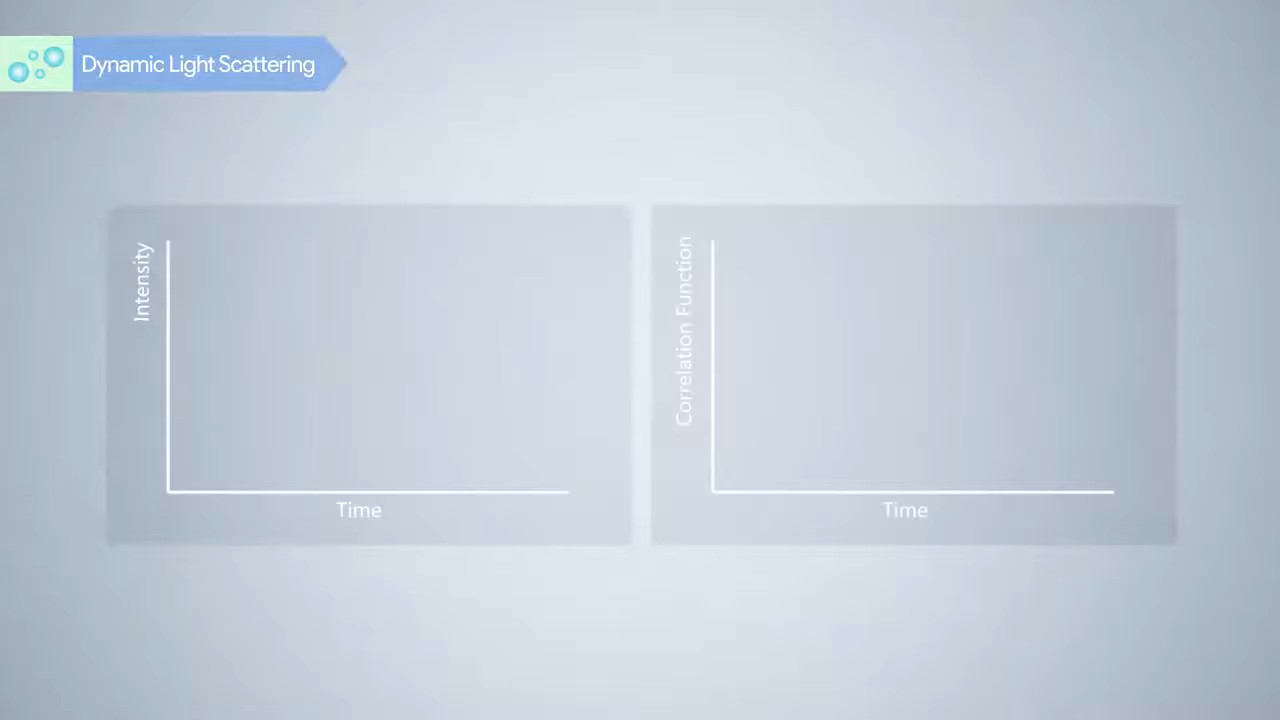 Dynamic Light Scattering
Intensity
Time
Correlation Function
Time